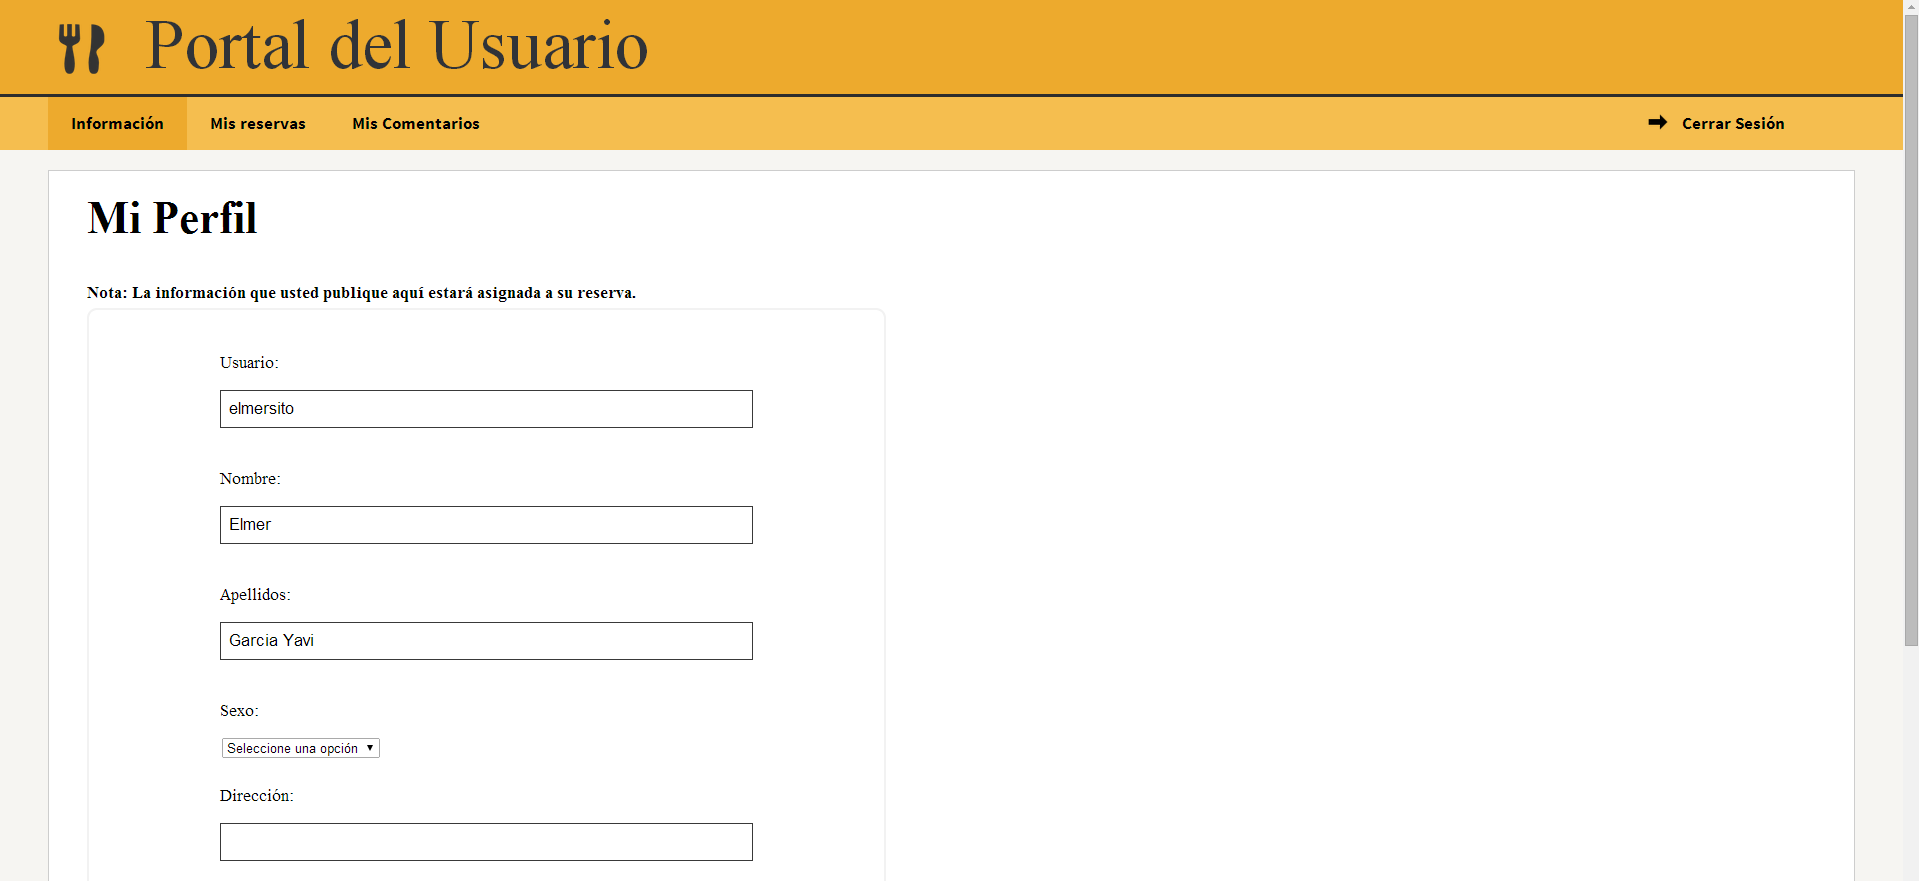 Portal del Usuario
Información Mis reservas Mis Comentarios Cerrar Sesión
Mi Perfil
Nota: La información que usted publique aquí estará asignada a su reserva.
Usuario:
elmersito
Nombre:
Elmer
Apellidos:
Garcia Yavi
Sexo:
Seleccione una opción
Dirección: